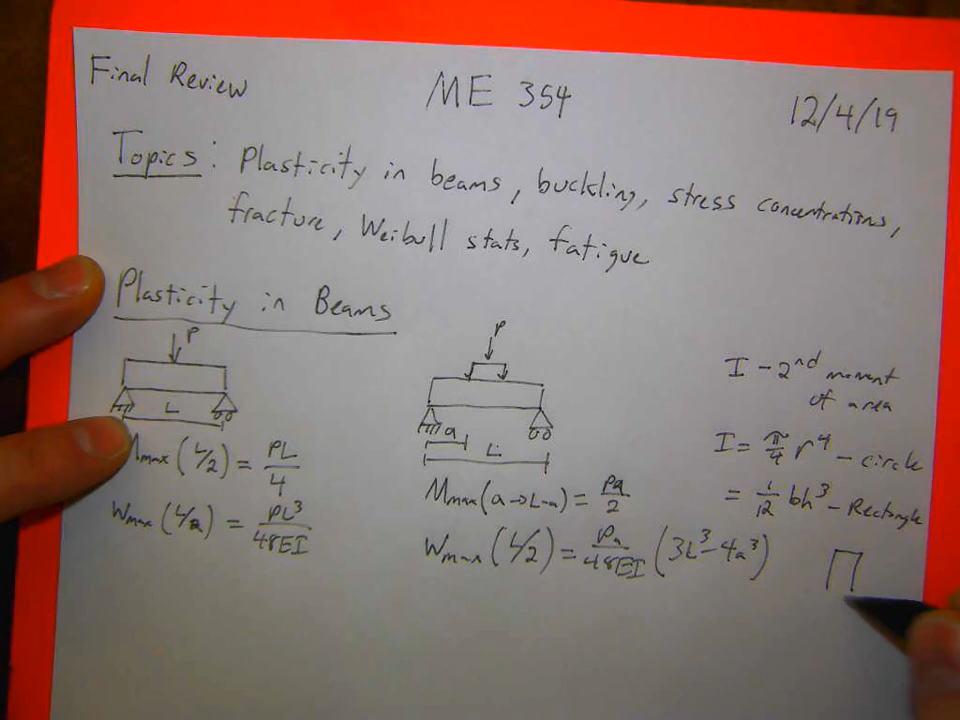 Final Review ME 354 12/4/19
Topics: Plasticity in beams, buckling, stress concentrations,
fracture, Weibull stats, fatigue
Plasticity in Beams
P
L
Mmax(L/2) = PL/4
Wmax(L/2) = PL³/48EI
P
a
L
Mmax(a→L-a) = Pa/2
Wmax(L/2) = Pa/48EI (3L³-4a³)
I - 2nd moment
of area
I = π/4 r⁴ - circle
= 1/12 bh³ - Rectangle